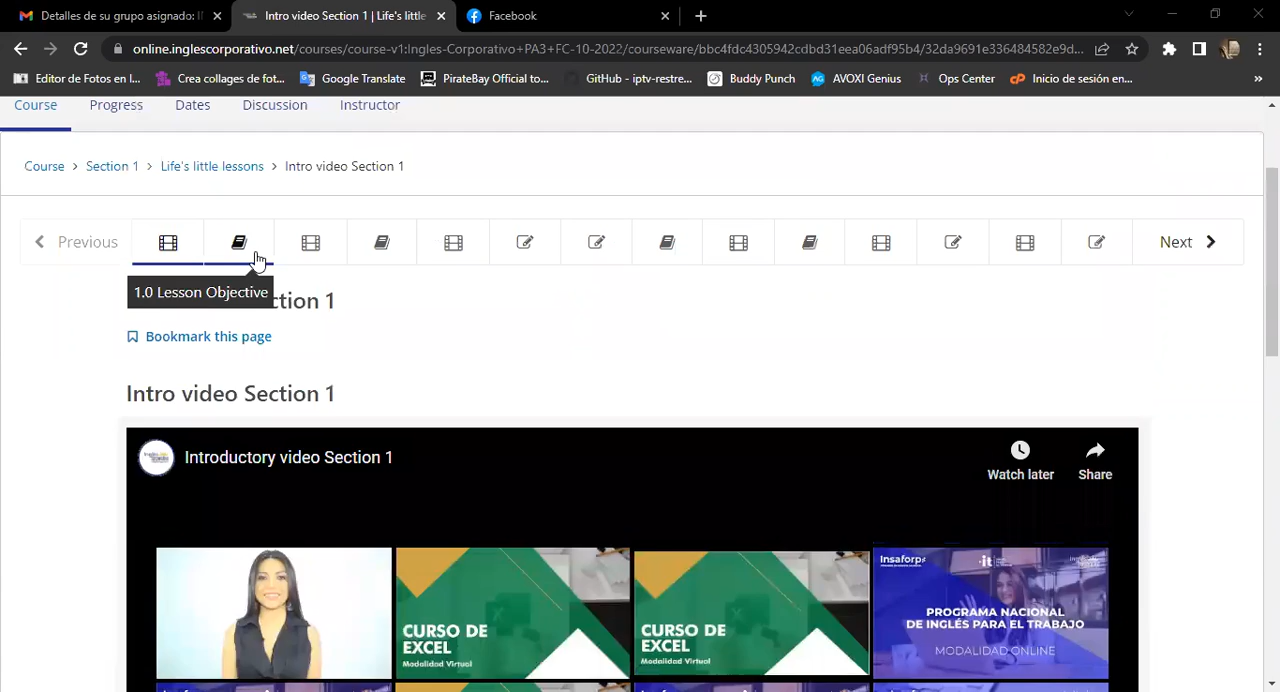 Detalles de su grupo asignado: I
Intro video Section 1 | Life's little
Facebook
online.inglescorporativo.net/courses/course-v1:Ingles-Corporativo+PA3+FC-10-2022/courseware/bbc4fdc4305942cdbd31eea06adf95b4/32da9691e336484582e9d...
Editor de Fotos en l...
Crea collages de fot...
Google Translate
PirateBay Official to...
GitHub - iptv-restre...
Buddy Punch
AVOXI Genius
Ops Center
Inicio de sesión en...
Course
Progress
Dates
Discussion
Instructor
Course > Section 1 > Life's little lessons > Intro video Section 1
Previous
Next
1.0 Lesson Objective
ction 1
Bookmark this page
Intro video Section 1
Introductory video Section 1
Watch later
Share
CURSO DE
EXCEL
Modalidad Virtual
CURSO DE
EXCEL
Modalidad Virtual
Insaforp
it
PROGRAMA NACIONAL
DE INGLÉS PARA EL TRABAJO
MODALIDAD ONLINE